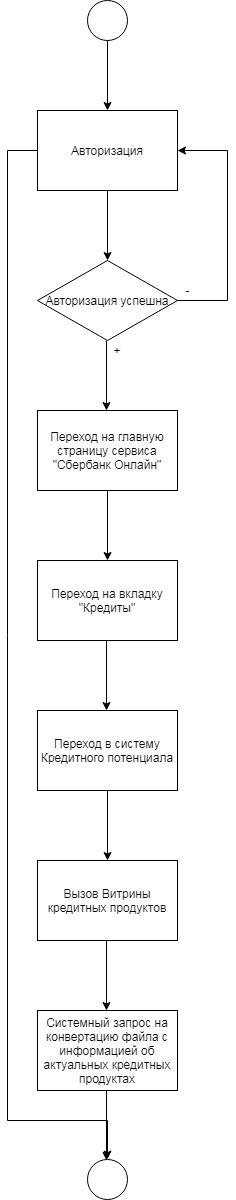 Авторизация
Авторизация успешна
-
+
Переход на главную
страницу сервиса
"Сбербанк Онлайн"
Переход на вкладку
"Кредиты"
Переход в систему
Кредитного потенциала
Вызов Витрины
кредитных продуктов
Системный запрос на
конвертацию файла с
информацией об
актуальных кредитных
продуктах